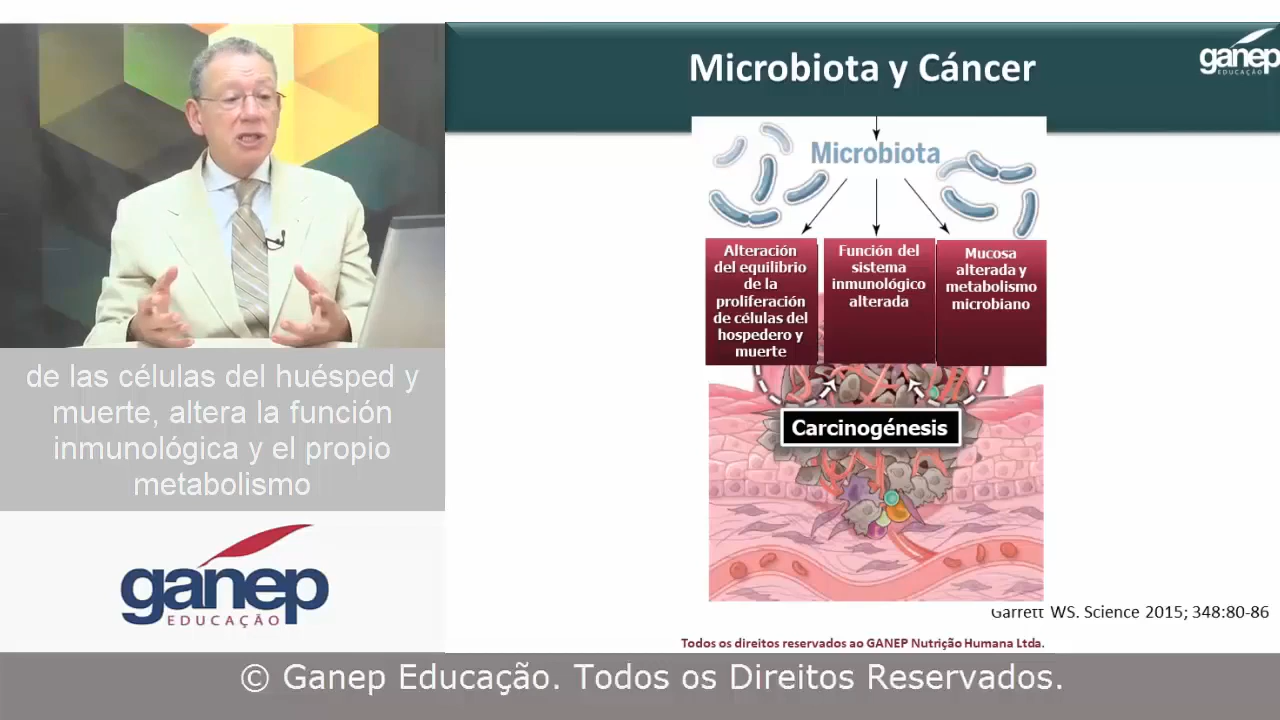 Microbiota y Cáncer
ganep
EDUCAÇÃO
Microbiota
Alteración
del equilibrio
de la
proliferación
de células del
hospedero y
muerte
Función del
sistema
inmunológico
alterada
Mucosa
alterada y
metabolismo
microbiano
Carcinogénesis
de las células del huésped y
muerte, altera la función
inmunológica y el propio
metabolismo
ganep
EDUCAÇÃO
Garrett WS. Science 2015; 348:80-86
Todos os direitos reservados ao GANEP Nutrição Humana Ltda.
© Ganep Educação. Todos os Direitos Reservados.